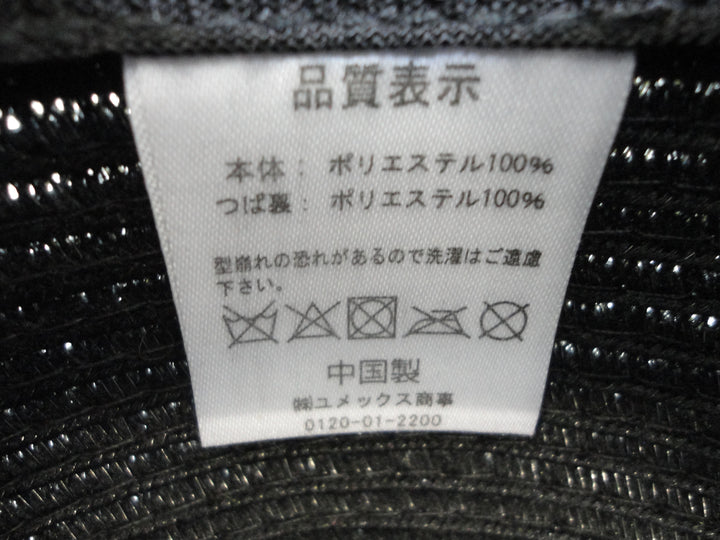 品質表示
本体： ポリエステル100%
つば裏： ポリエステル100%
型崩れの恐れがあるので洗濯はご遠慮
下さい。
中国製
㈱ユメックス商事
0120-01-2200